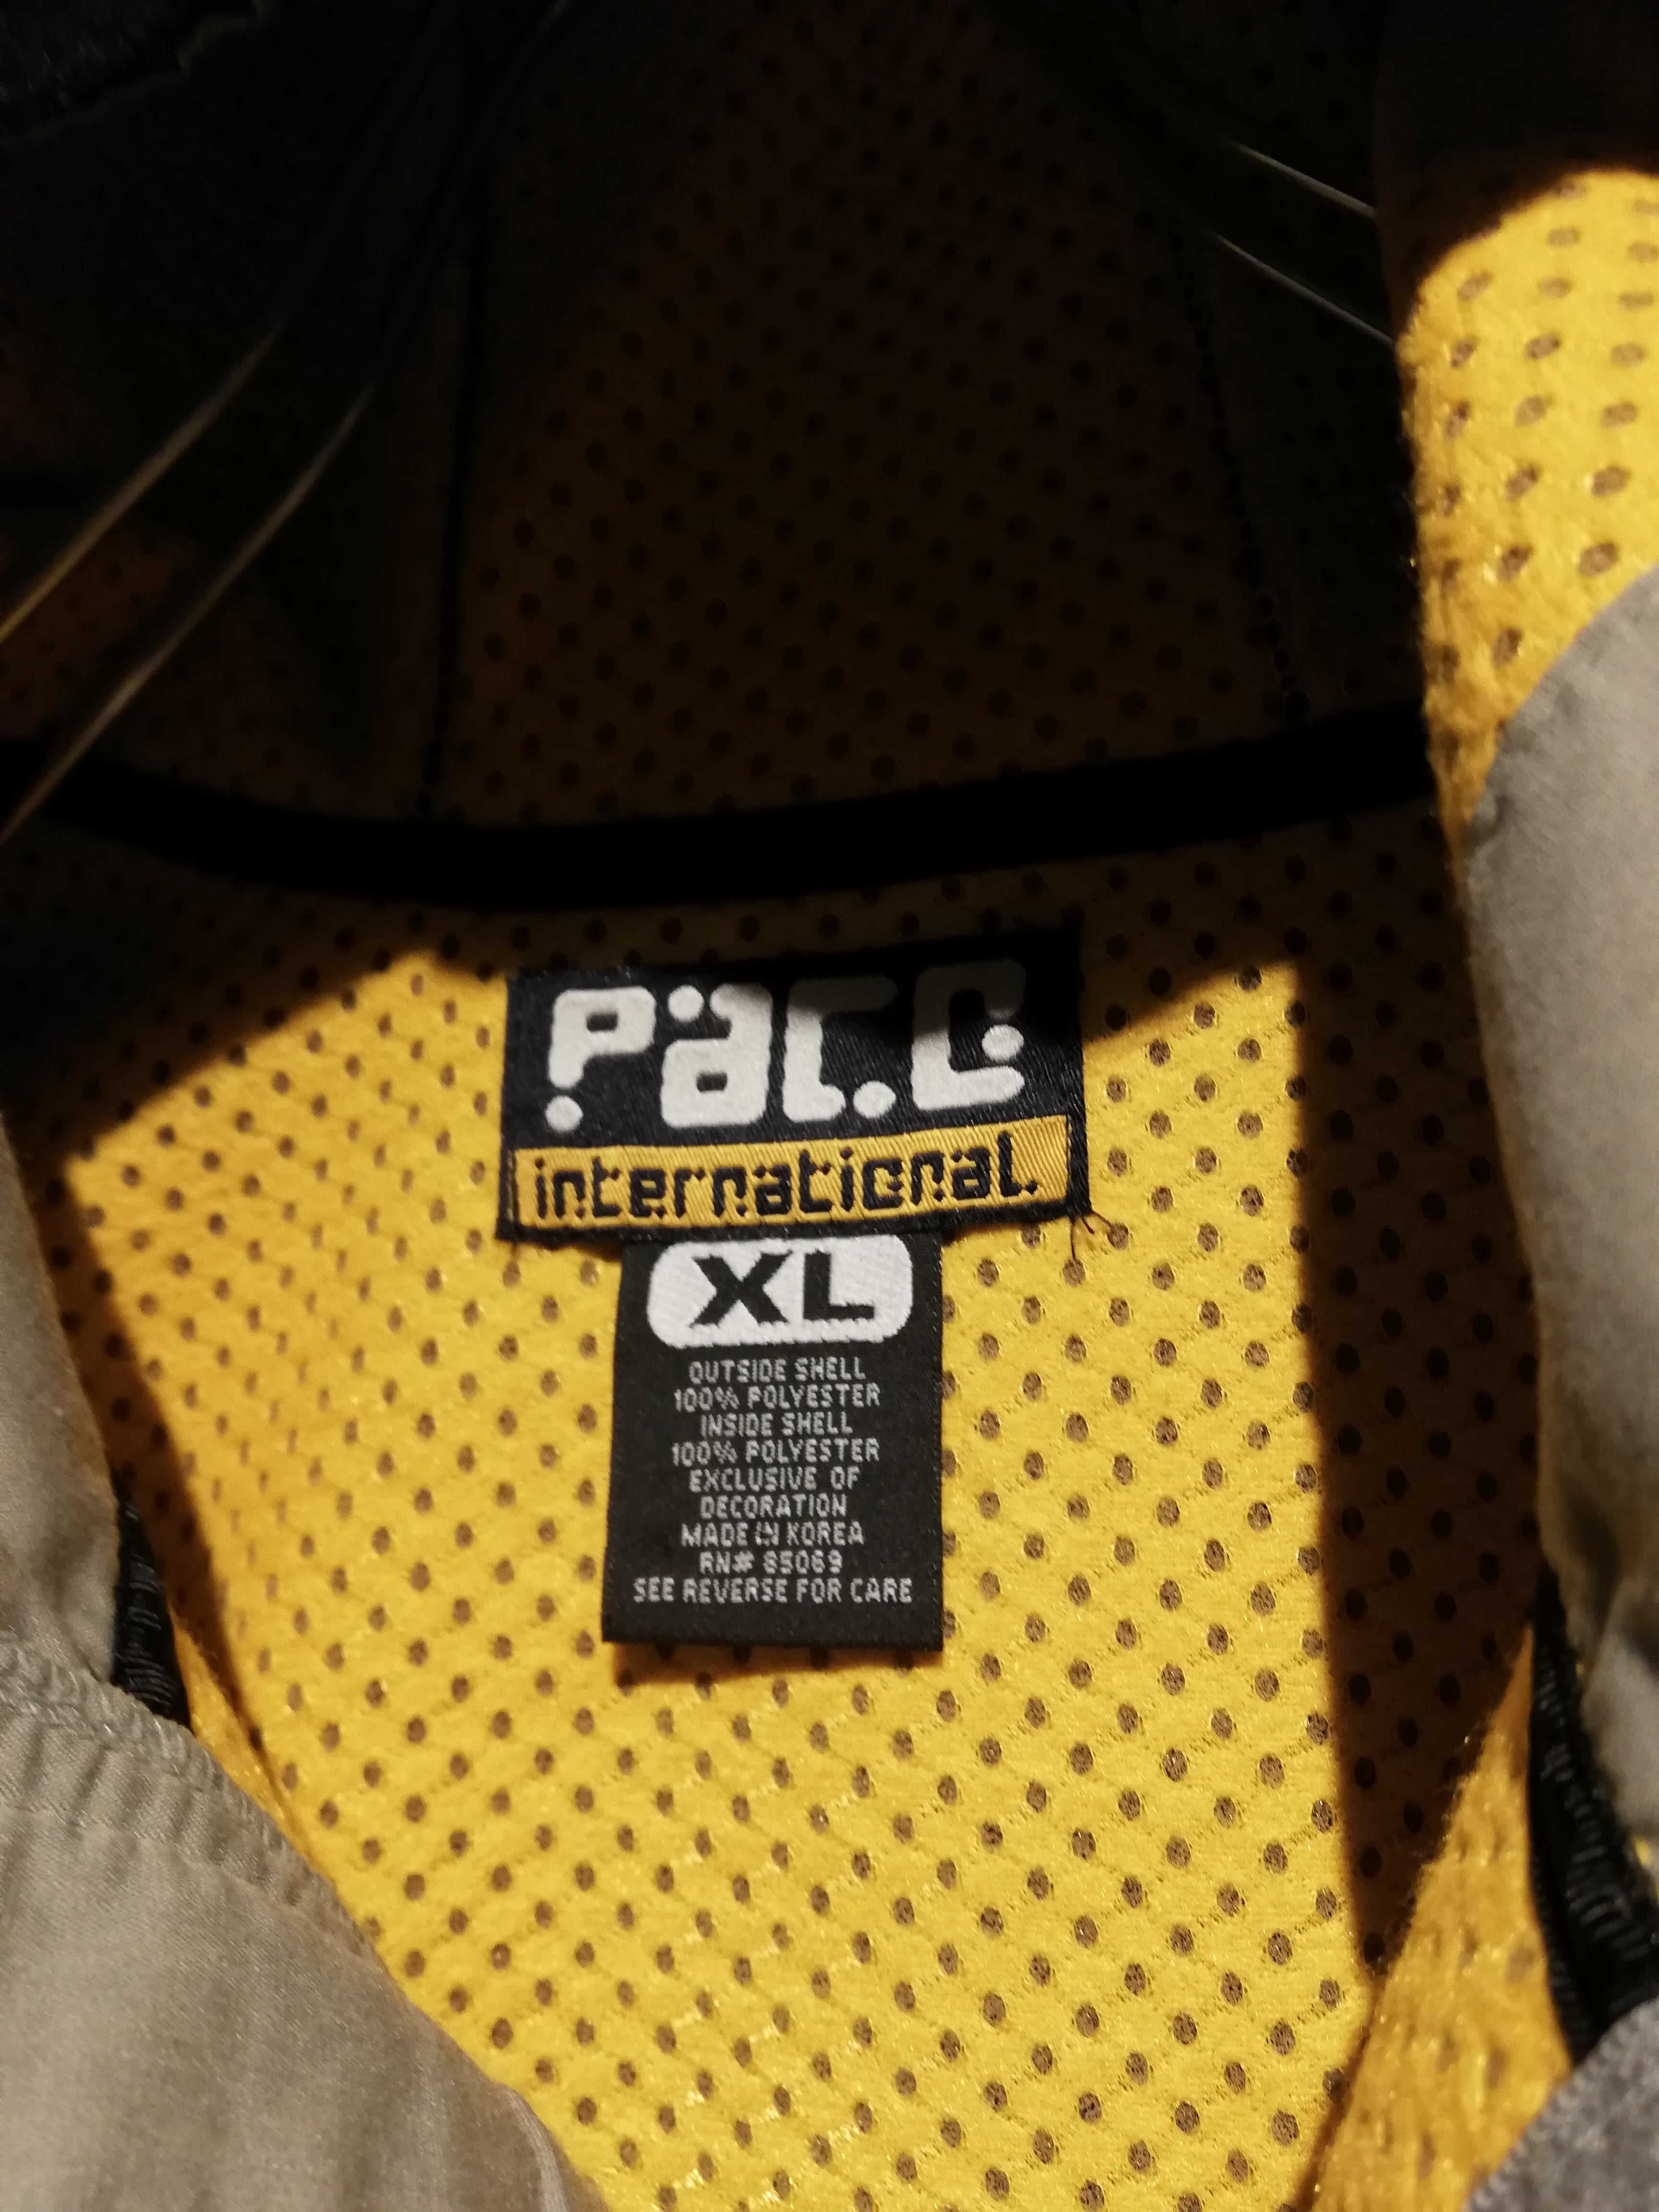 Pace
international.
XL
OUTSIDE SHELL
100% POLYESTER
INSIDE SHELL
100% POLYESTER
EXCLUSIVE OF
DECORATION
MADE IN KOREA
RN# 85069
SEE REVERSE FOR CARE